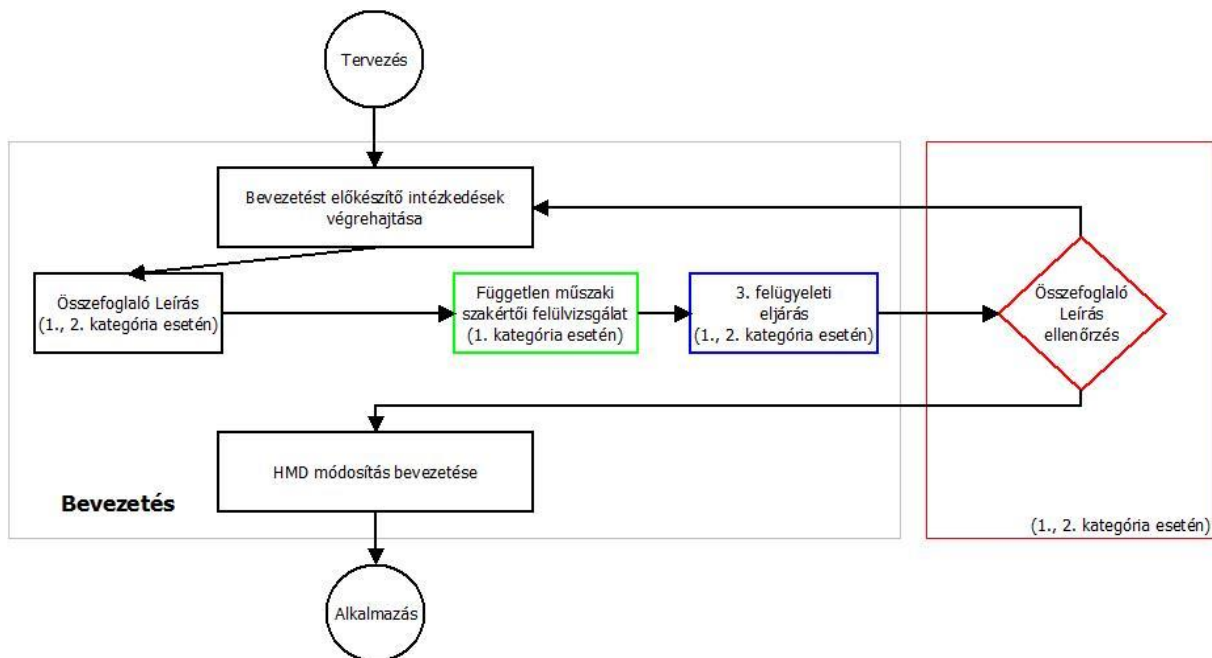 Tervezés
Bevezetést előkészítő intézkedések
végrehajtása
Összefoglaló Leírás
(1., 2. kategória esetén)
Független műszaki
szakértői felülvizsgálat
(1. kategória esetén)
3. felügyeleti
eljárás
(1., 2. kategória esetén)
Összefoglaló
Leírás
ellenőrzés
HMD módosítás bevezetése
Bevezetés
(1., 2. kategória esetén)
Alkalmazás